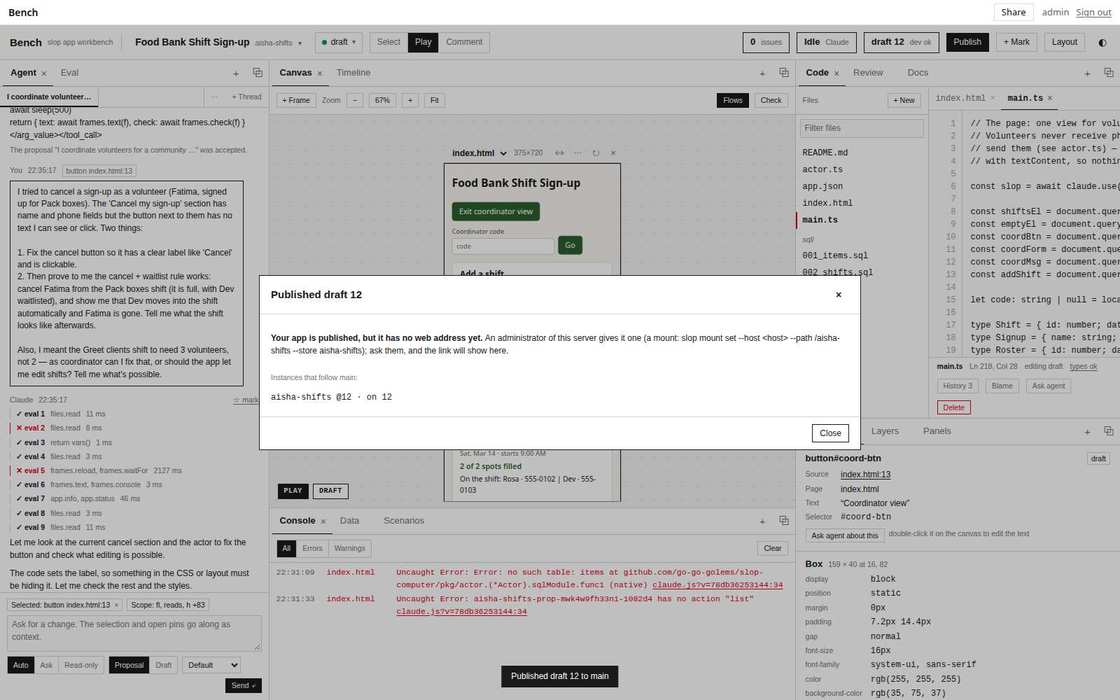 Bench
Share admin Sign out
Bench slop app workbench Food Bank Shift Sign-up aisha-shifts ▾ draft ▾ Select Play Comment 0 issues Idle Claude draft 12 dev ok Publish + Mark Layout
Agent × Eval +
I coordinate volunteer… ··· + Thread
await sleep(500)
return { text: await frames.text(f), check: await frames.check(f) }
</arg_value></tool_call>
The proposal "I coordinate volunteers for a community …" was accepted.
You 22:35:17 button index.html:13
I tried to cancel a sign-up as a volunteer (Fatima, signed
up for Pack boxes). The 'Cancel my sign-up' section has
name and phone fields but the button next to them has no
text I can see or click. Two things:
1. Fix the cancel button so it has a clear label like 'Cancel'
and is clickable.
2. Then prove to me the cancel + waitlist rule works:
cancel Fatima from the Pack boxes shift (it is full, with Dev
waitlisted), and show me that Dev moves into the shift
automatically and Fatima is gone. Tell me what the shift
looks like afterwards.
Also, I meant the Greet clients shift to need 3 volunteers,
not 2 — as coordinator can I fix that, or should the app let
me edit shifts? Tell me what's possible.
Claude 22:35:17 ☆ mark
✓ eval 1 files.read 11 ms
✕ eval 2 files.read 8 ms
✓ eval 3 return vars() 1 ms
✓ eval 4 files.read 3 ms
✕ eval 5 frames.reload, frames.waitFor 2127 ms
✓ eval 6 frames.text, frames.console 3 ms
✓ eval 7 app.info, app.status 46 ms
✓ eval 8 files.read 3 ms
✓ eval 9 files.read 11 ms
Let me look at the current cancel section and the actor to fix the
button and check what editing is possible.
The code sets the label, so something in the CSS or layout must
be hiding it. Let me check the rest and the styles.
Selected: button index.html:13 × Scope: fl, reads, h +83
Ask for a change. The selection and open pins go along as
context.
Auto Ask Read-only Proposal Draft Default
Send
Canvas × Timeline +
+ Frame Zoom − 67% + Fit Flows Check
index.html 375×720 ··· ×
Food Bank Shift Sign-up
Exit coordinator view
Coordinator code
code Go
Add a shift
Sat, Mar 14 · starts 9:00 AM
2 of 2 spots filled
On the shift: Rosa · 555-0102 | Dev · 555-
0103
PLAY DRAFT
Published draft 12 ×
Your app is published, but it has no web address yet. An administrator of this server gives it one (a mount: slop mount set --host <host> --path /aisha-
shifts --store aisha-shifts); ask them, and the link will show here.
Instances that follow main:
aisha-shifts @12 · on 12
Close
Console × Data Scenarios +
All Errors Warnings Clear
22:31:09 index.html Uncaught Error: Error: no such table: items at github.com/go-go-golems/slop-
computer/pkg/actor.(*Actor).sqlModule.func1 (native) claude.js?v=78db36253144:34
22:31:33 index.html Uncaught Error: aisha-shifts-prop-mwk4w9fh33n1-1082d4 has no action "list"
claude.js?v=78db36253144:34
Published draft 12 to main
Code × Review Docs +
Files + New
Filter files
README.md
actor.ts
app.json
index.html
main.ts
sql/
001_items.sql
002_shifts.sql
index.html × main.ts ×
1 // The page: one view for volu
2 // Volunteers never receive ph
3 // send them (see actor.ts) —
4 // with textContent, so nothin
5
6 const slop = await claude.use(
7
8 const shiftsEl = document.quer
9 const emptyEl = document.query
10 const coordBtn = document.quer
11 const coordForm = document.que
12 const coordMsg = document.quer
13 const addShift = document.quer
14
15 let code: string | null = loca
16
17 type Shift = { id: number; dat
18 type Signup = { name: string;
19 type Roster = { id: number; da
main.ts Ln 218, Col 28 editing draft types ok
History 3 Blame Ask agent
Delete
Layers Panels +
button#coord-btn draft
Source index.html:13
Page index.html
Text “Coordinator view”
Selector #coord-btn
Ask agent about this double-click it on the canvas to edit the text
Box 159 × 40 at 16, 82
display block
position static
margin 0px
padding 7.2px 14.4px
gap normal
font-size 16px
font-family system-ui, sans-serif
color rgb(255, 255, 255)
background-color rgb(35, 75, 37)